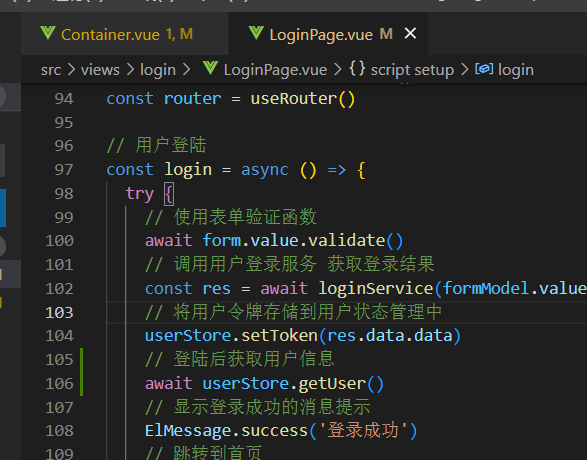 Container.vue 1, M
LoginPage.vue M ×
src > views > login > LoginPage.vue > {} script setup > login
94 const router = useRouter()
95
96 // 用户登陆
97 const login = async () => {
98 try {
99 // 使用表单验证函数
100 await form.value.validate()
101 // 调用用户登录服务 获取登录结果
102 const res = await loginService(formModel.value
103 // 将用户令牌存储到用户状态管理中
104 userStore.setToken(res.data.data)
105 // 登陆后获取用户信息
106 await userStore.getUser()
107 // 显示登录成功的消息提示
108 ElMessage.success('登录成功')
109 // 跳转到首页